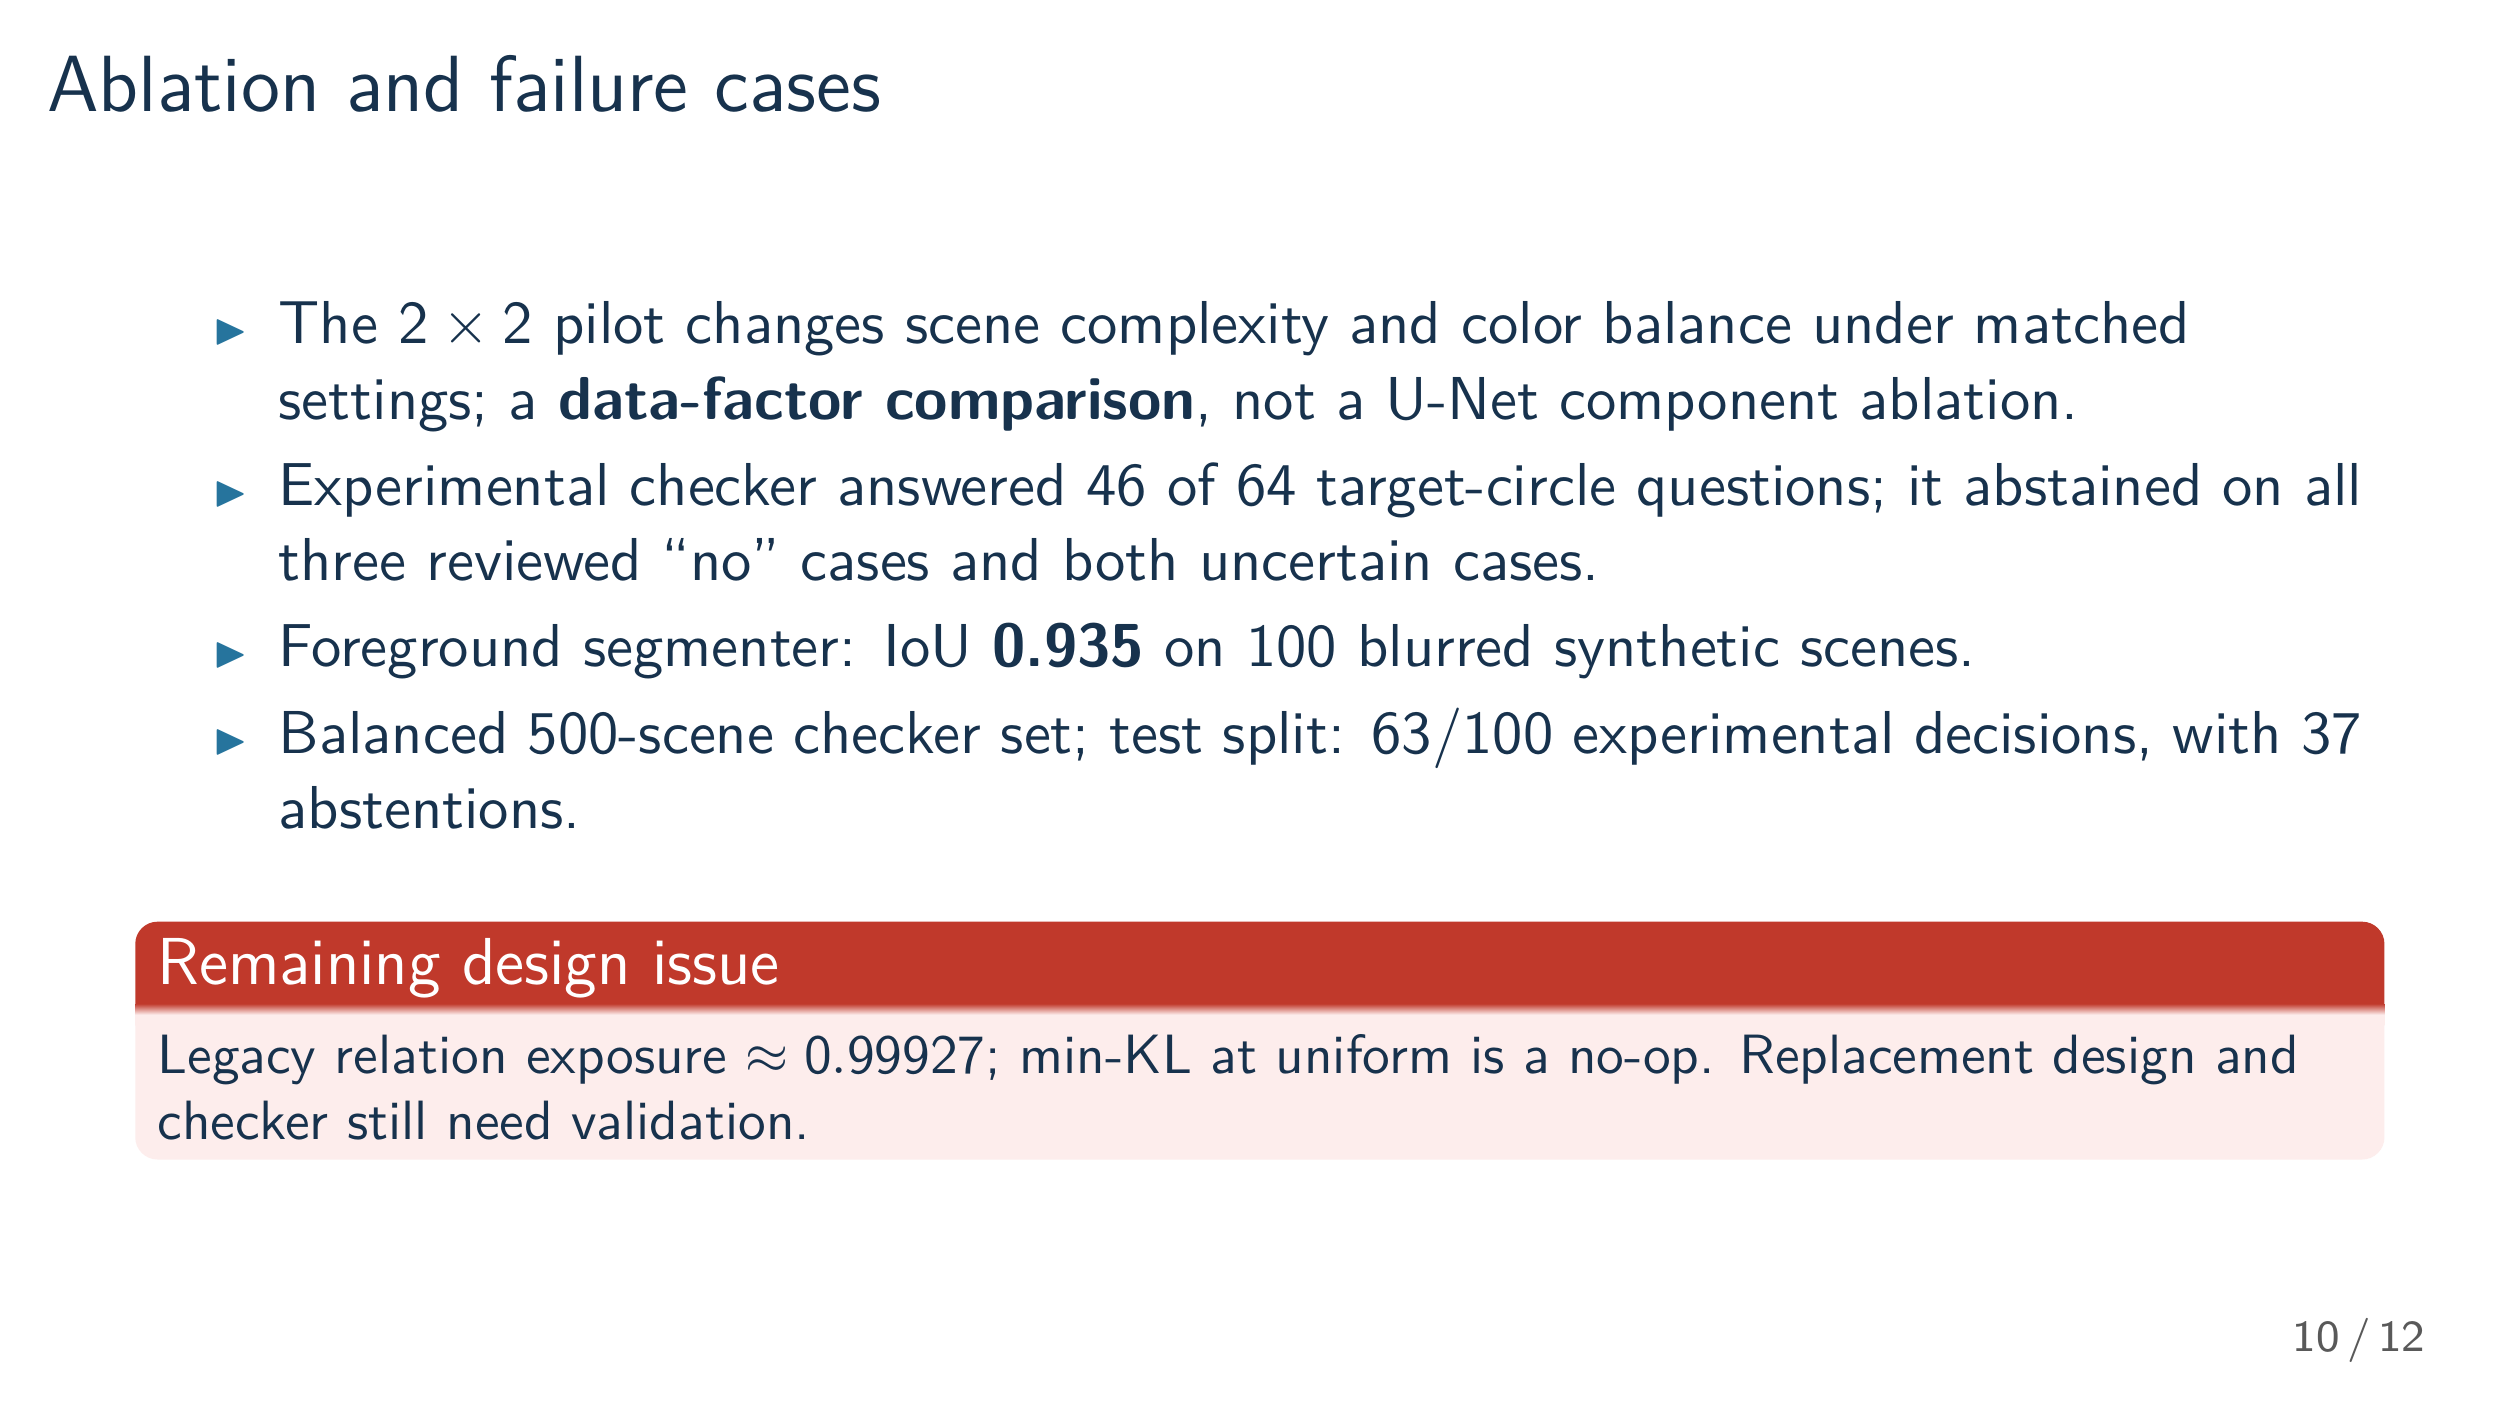 Ablation and failure cases
▶ The 2 × 2 pilot changes scene complexity and color balance under matched
settings; a data-factor comparison, not a U-Net component ablation.
▶ Experimental checker answered 46 of 64 target-circle questions; it abstained on all
three reviewed “no” cases and both uncertain cases.
▶ Foreground segmenter: IoU 0.935 on 100 blurred synthetic scenes.
▶ Balanced 500-scene checker set; test split: 63/100 experimental decisions, with 37
abstentions.
Remaining design issue
Legacy relation exposure ≈ 0.99927; min-KL at uniform is a no-op. Replacement design and
checker still need validation.
10 / 12